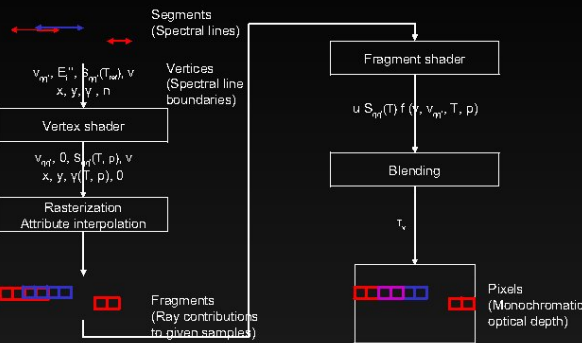 Segments
(Spectral lines)
Vertices
(Spectral line
boundaries)
x, y, γ , n
Vertex shader
x, y, γ(T, p), 0
Rasterization
Attribute interpolation
Fragments
(Ray contributions
to given samples)
Fragment shader
Blending
Pixels
(Monochromatic
optical depth)